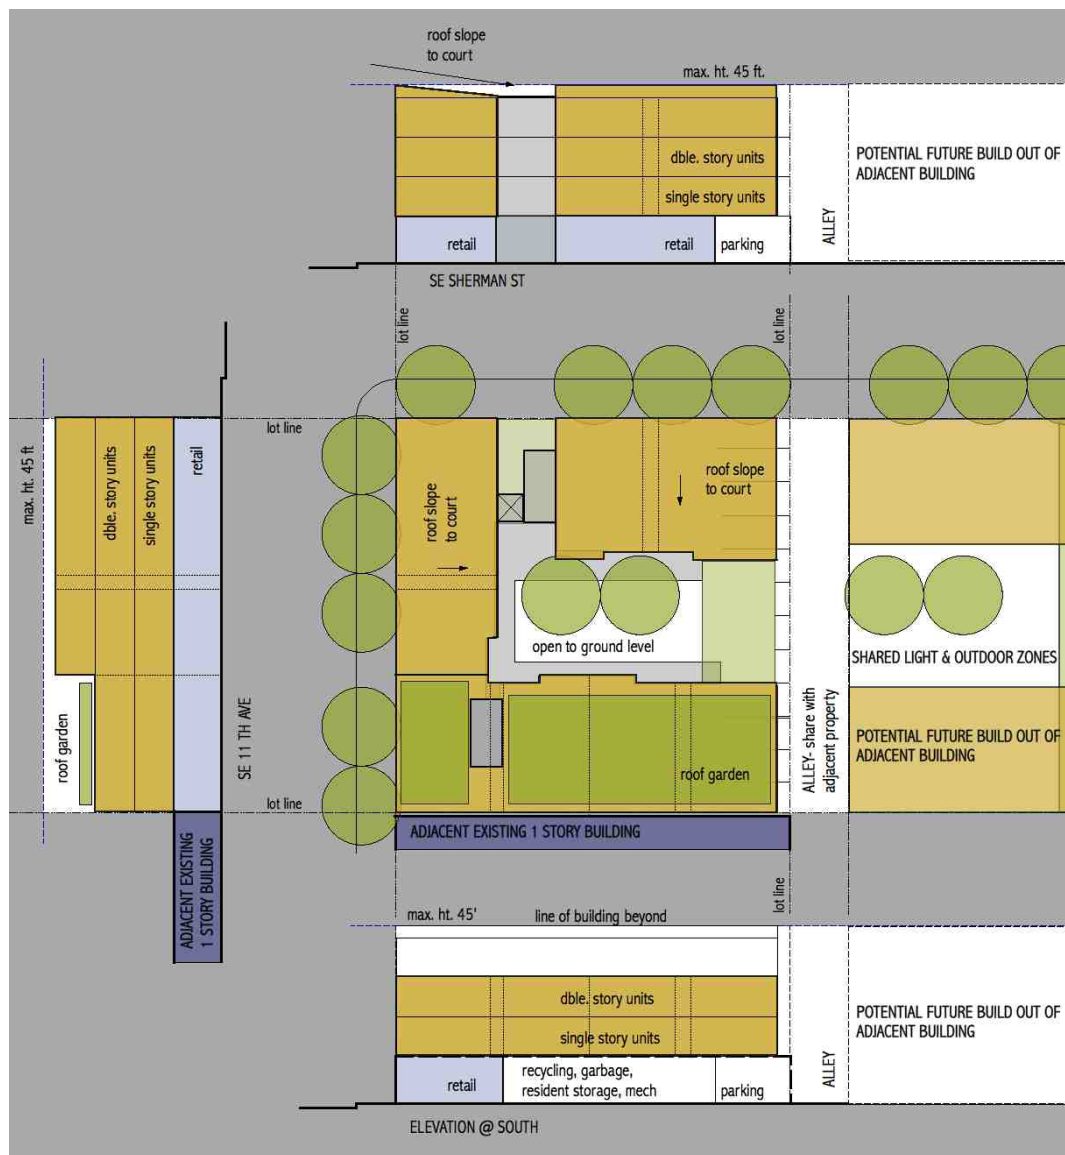 roof slope
to court
max. ht. 45 ft.
dble. story units
single story units
retail
retail
parking
ALLEY
POTENTIAL FUTURE BUILD OUT OF
ADJACENT BUILDING
SE SHERMAN ST
lot line
lot line
max. ht. 45 ft
dble. story units
single story units
retail
roof garden
SE 11 TH AVE
lot line
lot line
ADJACENT EXISTING
1 STORY BUILDING
roof slope
to court
roof slope
to court
open to ground level
roof garden
ALLEY- share with
adjacent property
SHARED LIGHT & OUTDOOR ZONES
POTENTIAL FUTURE BUILD OUT OF
ADJACENT BUILDING
ADJACENT EXISTING 1 STORY BUILDING
lot line
max. ht. 45'
line of building beyond
dble. story units
single story units
retail
recycling, garbage,
resident storage, mech
parking
ALLEY
POTENTIAL FUTURE BUILD OUT OF
ADJACENT BUILDING
ELEVATION @ SOUTH